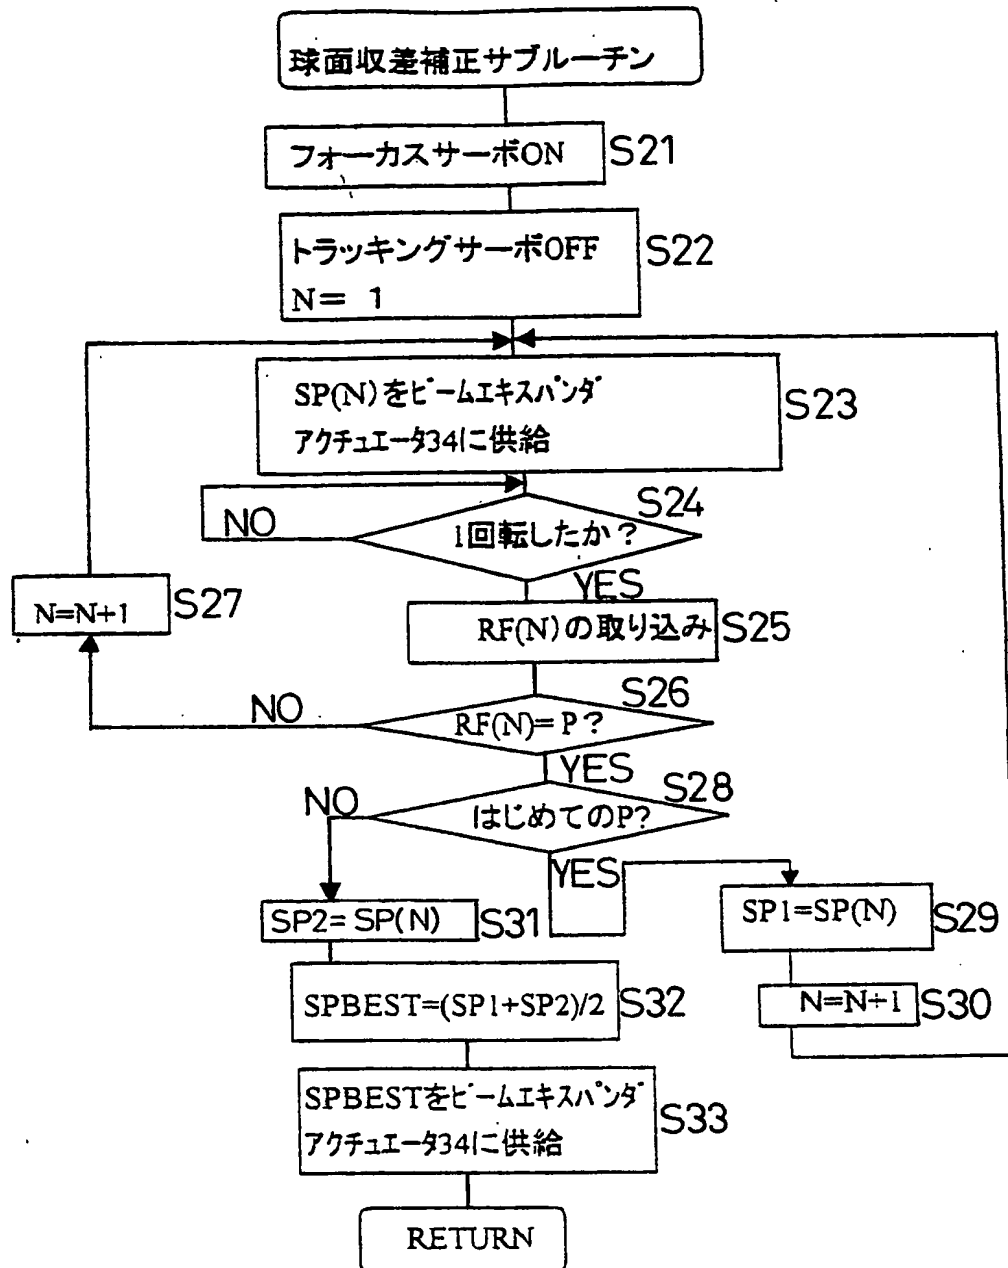 球面収差補正サブルーチン
フォーカスサーボON
S21
トラッキングサーボOFF
N= 1
S22
SP(N)をビームエキスパンダ
アクチュエータ34に供給
S23
S24
1回転したか?
NO
YES
N=N+1
S27
RF(N)の取り込み
S25
S26
RF(N)=P?
NO
YES
S28
はじめてのP?
NO
YES
SP1=SP(N)
S29
SP2=SP(N)
S31
N=N+1
S30
SPBEST=(SP1+SP2)/2
S32
SPBESTをビームエキスパンダ
アクチュエータ34に供給
S33
RETURN